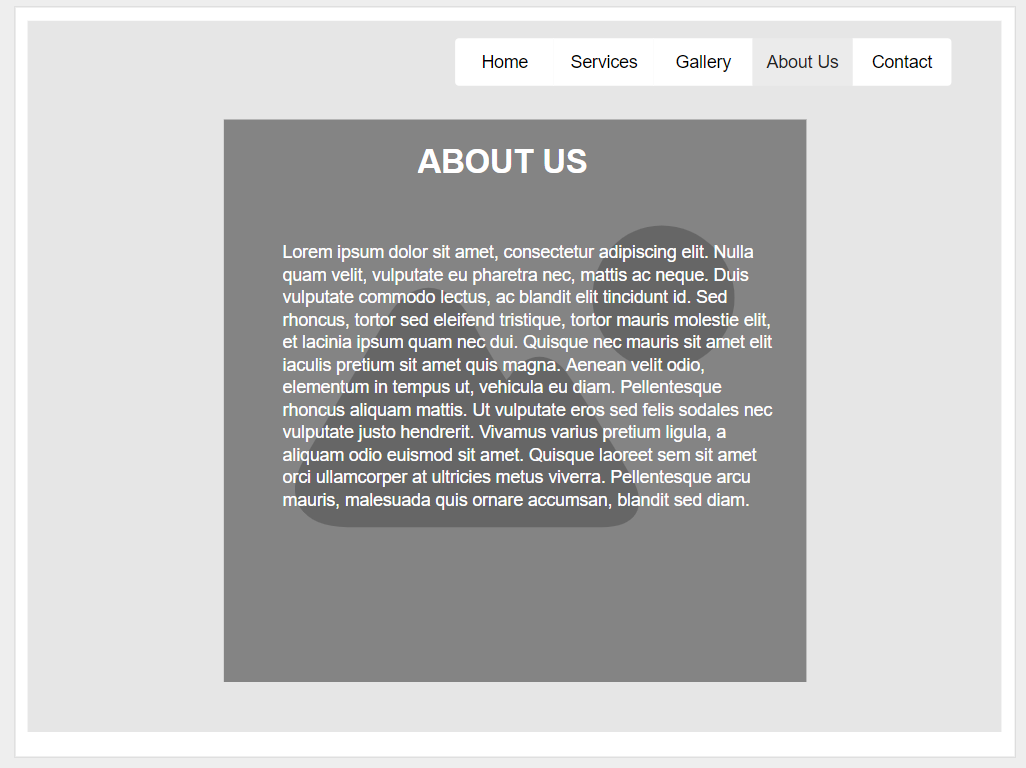 Home Services Gallery About Us Contact
ABOUT US
Lorem ipsum dolor sit amet, consectetur adipiscing elit. Nulla
quam velit, vulputate eu pharetra nec, mattis ac neque. Duis
vulputate commodo lectus, ac blandit elit tincidunt id. Sed
rhoncus, tortor sed eleifend tristique, tortor mauris molestie elit,
et lacinia ipsum quam nec dui. Quisque nec mauris sit amet elit
iaculis pretium sit amet quis magna. Aenean velit odio,
elementum in tempus ut, vehicula eu diam. Pellentesque
rhoncus aliquam mattis. Ut vulputate eros sed felis sodales nec
vulputate justo hendrerit. Vivamus varius pretium ligula, a
aliquam odio euismod sit amet. Quisque laoreet sem sit amet
orci ullamcorper at ultricies metus viverra. Pellentesque arcu
mauris, malesuada quis ornare accumsan, blandit sed diam.